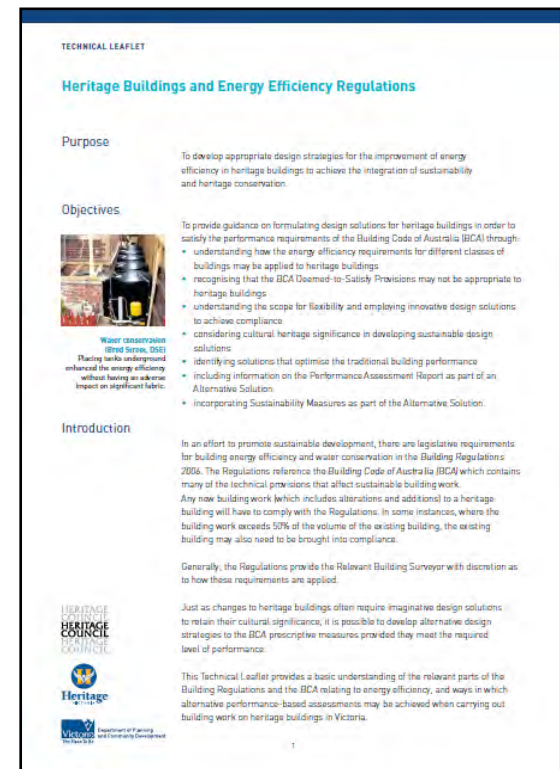 TECHNICAL LEAFLET
Heritage Buildings and Energy Efficiency Regulations
Purpose
To develop appropriate design strategies for the improvement of energy
efficiency in heritage buildings to achieve the integration of sustainability
and heritage conservation.
Objectives
To provide guidance on formulating design solutions for heritage buildings in order to
satisfy the performance requirements of the Building Code of Australia (BCA) through:
• understanding how the energy efficiency requirements for different classes of
buildings may be applied to heritage buildings
• recognising that the BCA Deemed-to-Satisfy Provisions may not be appropriate to
heritage buildings
• understanding the scope for flexibility and employing innovative design solutions
to achieve compliance
• considering cultural heritage significance in developing sustainable design
solutions
• identifying solutions that optimise the traditional building performance
• including information on the Performance Assessment Report as part of an
Alternative Solution
• incorporating Sustainability Measures as part of the Alternative Solution.
Water conservation
(Bred DSE)
Placing tanks underground
enhanced the energy efficiency
without having an adverse
impact on significant fabric.
Introduction
In an effort to promote sustainable development, there are legislative requirements
for building energy efficiency and water conservation in the Building Regulations
2006. The Regulations reference the Building Code of Australia (BCA) which contains
many of the technical provisions that affect sustainable building work.
Any new building work (which includes alterations and additions) to a heritage
building will have to comply with the Regulations. In some instances, where the
building work exceeds 50% of the volume of the existing building, the existing
building may also need to be brought into compliance.
Generally, the Regulations provide the Relevant Building Surveyor with discretion as
to how these requirements are applied.
Just as changes to heritage buildings often require imaginative design solutions
to retain their cultural significance, it is possible to develop alternative design
strategies to the BCA prescriptive measures provided they meet the required
level of performance.
This Technical Leaflet provides a basic understanding of the relevant parts of the
Building Regulations and the BCA relating to energy efficiency, and ways in which
alternative performance-based assessments may be achieved when carrying out
building work on heritage buildings in Victoria.
HERITAGE
COUNCIL
HERITAGE
COUNCIL
HERITAGE
COUNCIL
Heritage
VICTORIA
Victoria
The Place To Be
Department of Planning
and Community Development
1